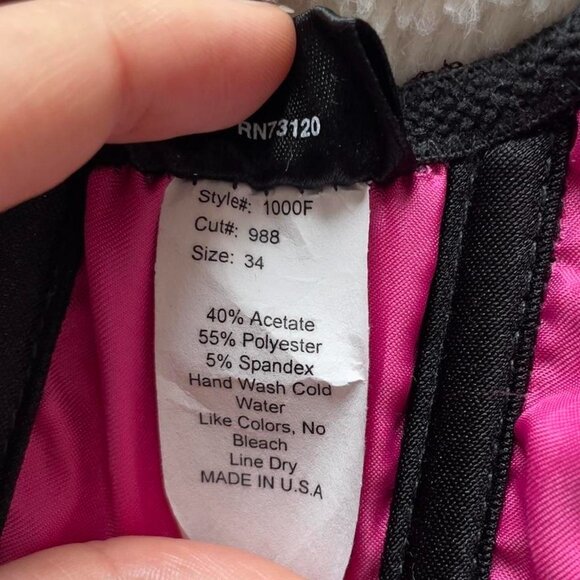 RN73120
Style#: 1000F
Cut#: 988
Size: 34
40% Acetate
55% Polyester
5% Spandex
Hand Wash Cold
Water
Like Colors, No
Bleach
Line Dry
MADE IN U.S.A